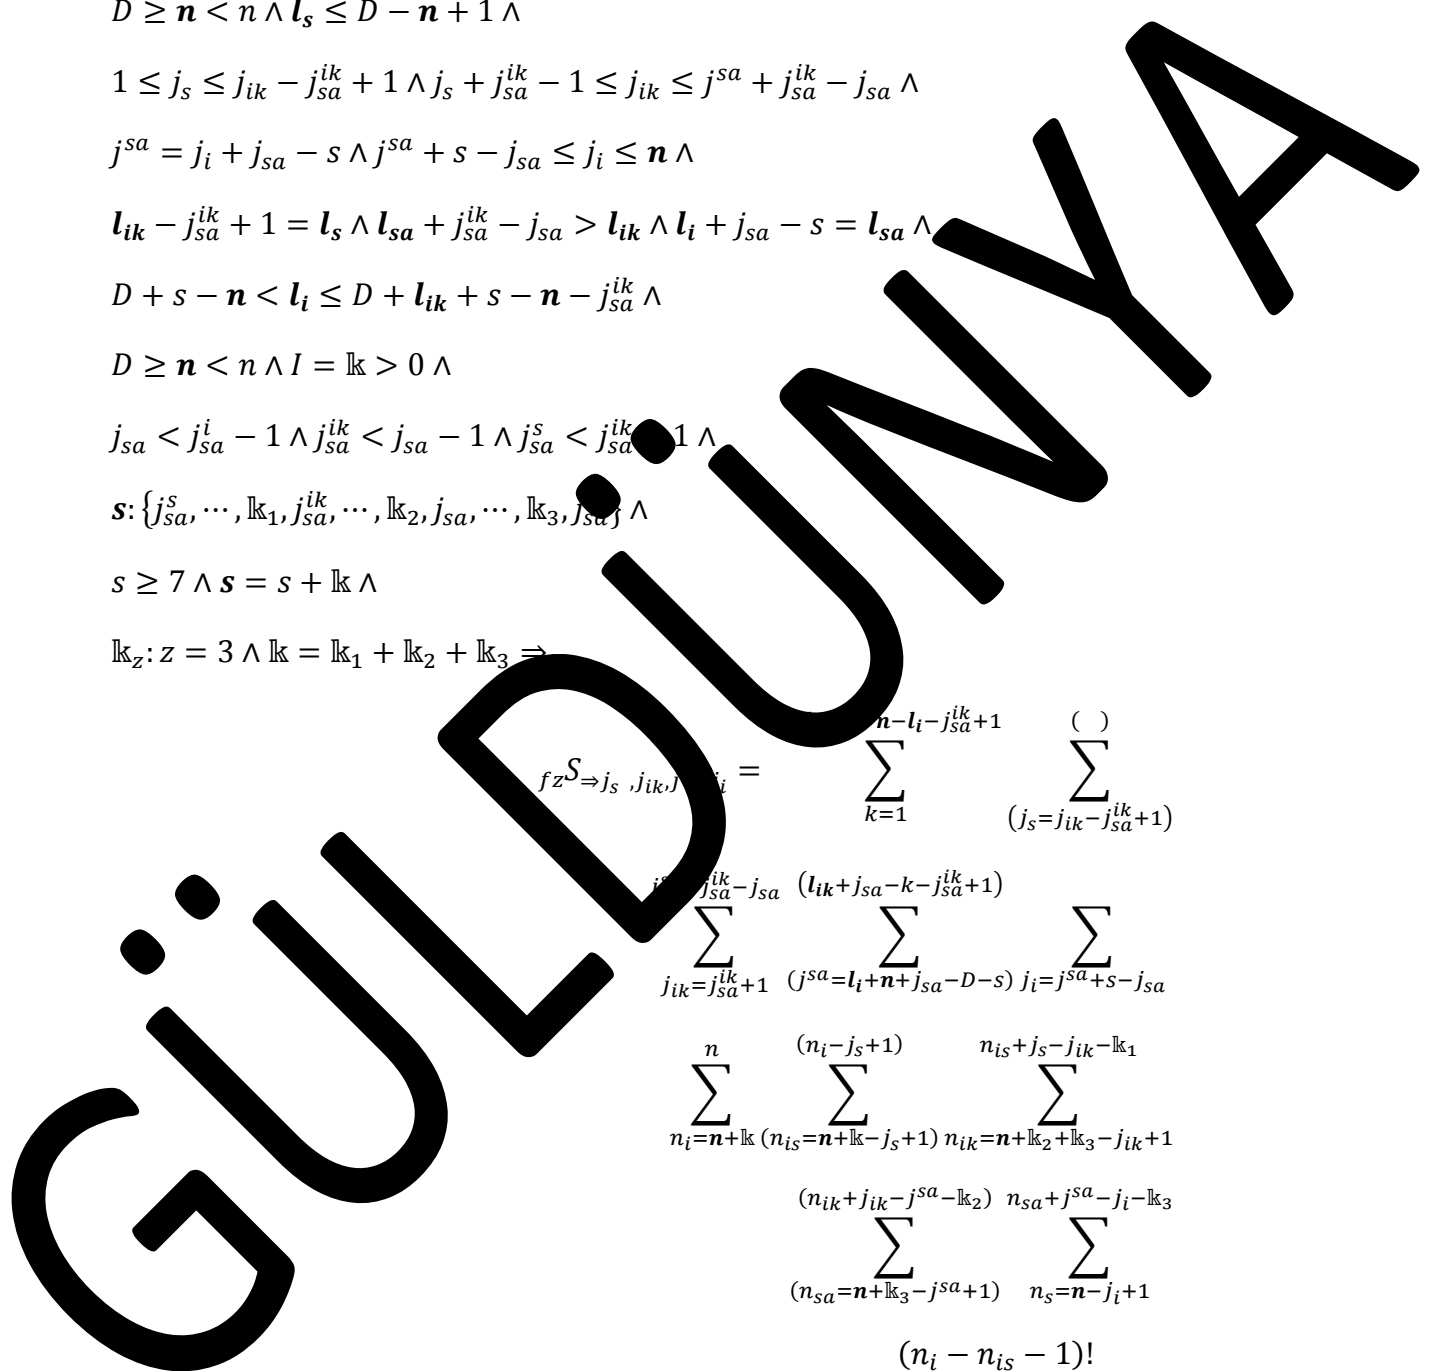 D ≥ n < n ∧ l_s ≤ D − n + 1 ∧
1 ≤ j_s ≤ j_{ik} − j_{sa}^{ik} + 1 ∧ j_s + j_{sa}^{ik} − 1 ≤ j_{ik} ≤ j^{sa} + j_{sa}^{ik} − j_{sa} ∧
j^{sa} = j_i + j_{sa} − s ∧ j^{sa} + s − j_{sa} ≤ j_i ≤ n ∧
l_{ik} − j_{sa}^{ik} + 1 = l_s ∧ l_{sa} + j_{sa}^{ik} − j_{sa} > l_{ik} ∧ l_i + j_{sa} − s = l_{sa} ∧
D + s − n < l_i ≤ D + l_{ik} + s − n − j_{sa}^{ik} ∧
D ≥ n < n ∧ I = 𝕜 > 0 ∧
j_{sa} < j_{sa}^{i} − 1 ∧ j_{sa}^{ik} < j_{sa} − 1 ∧ j_{sa}^{s} < j_{sa}^{ik} 1 ∧
s: {j_{sa}^{s}, ⋯ , 𝕜_1, j_{sa}^{ik}, ⋯ , 𝕜_2, j_{sa}, ⋯ , 𝕜_3, j_{sa}} ∧
s ≥ 7 ∧ s = s + 𝕜 ∧
𝕜_z: z = 3 ∧ 𝕜 = 𝕜_1 + 𝕜_2 + 𝕜_3 ⇒
n−l_i−j_{sa}^{ik}+1 ( )
_{fz}S_{⇒j_s ,j_{ik},j i} = ∑ ∑
k=1 (j_s=j_{ik}−j_{sa}^{ik}+1)
j_{sa}^{ik}−j_{sa} (l_{ik}+j_{sa}−k−j_{sa}^{ik}+1)
∑ ∑ ∑
j_{ik}=j_{sa}^{ik}+1 (j^{sa}=l_i+n+j_{sa}−D−s) j_i=j^{sa}+s−j_{sa}
n (n_i−j_s+1) n_{is}+j_s−j_{ik}−𝕜_1
∑ ∑ ∑
n_i=n+𝕜 (n_{is}=n+𝕜−j_s+1) n_{ik}=n+𝕜_2+𝕜_3−j_{ik}+1
(n_{ik}+j_{ik}−j^{sa}−𝕜_2) n_{sa}+j^{sa}−j_i−𝕜_3
∑ ∑
(n_{sa}=n+𝕜_3−j^{sa}+1) n_s=n−j_i+1
(n_i − n_{is} − 1)!
GÜLDÜNYA